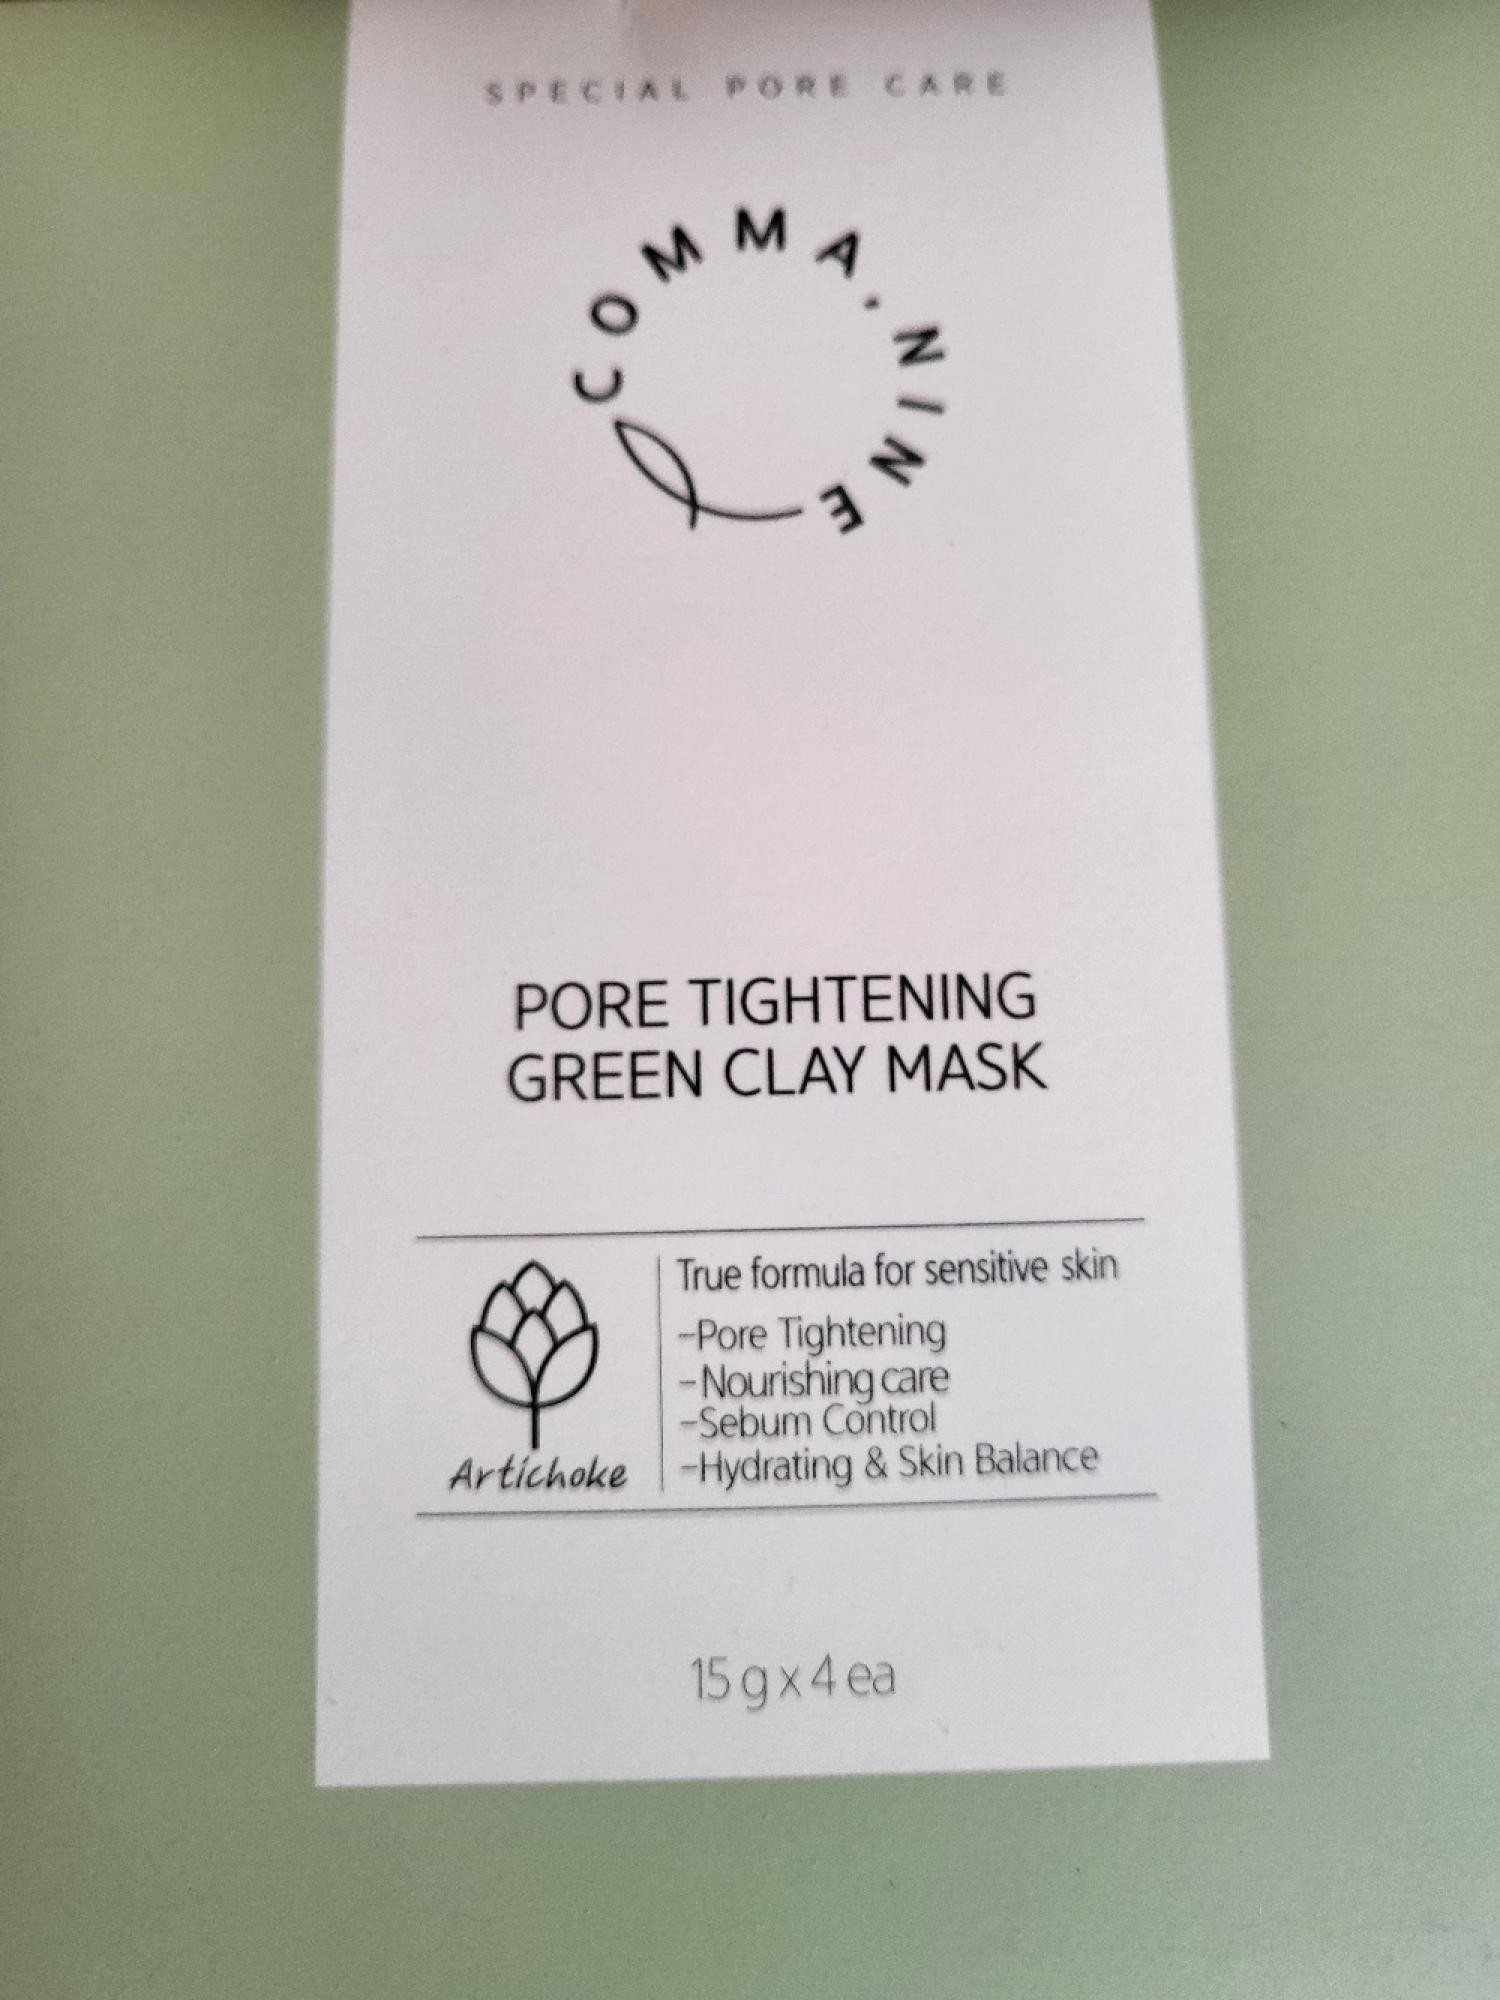 SPECIAL PORE CARE
COMMA,NINE
PORE TIGHTENING
GREEN CLAY MASK
True formula for sensitive skin
-Pore Tightening
-Nourishing care
-Sebum Control
-Hydrating & Skin Balance
Artichoke
15 g x 4 ea